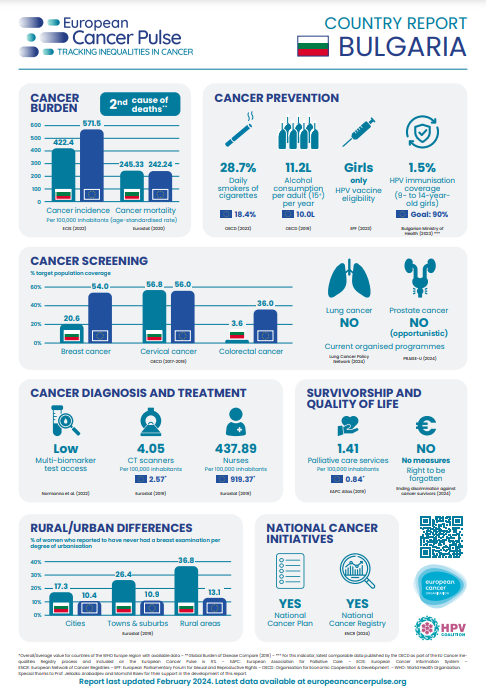 European
Cancer Pulse
TRACKING INEQUALITIES IN CANCER
COUNTRY REPORT
BULGARIA
CANCER
BURDEN
2nd cause of
deaths**
600
500
400
300
200
100
0
422.4
571.5
245.33
242.24
Cancer incidence
Cancer mortality
Per 100,000 inhabitants (age-standardised rate)
ECIS (2022)
Eurostat (2020)
CANCER PREVENTION
28.7%
Daily
smokers of
cigarettes
18.4%
OECD (2023)
11.2L
Alcohol
consumption
per adult (15+)
per year
10.0L
OECD (2019)
Girls
only
HPV vaccine
eligibility
EPF (2023)
1.5%
HPV immunisation
coverage
(9- to 14-year-
old girls)
Goal: 90%
Bulgarian Ministry of
Health (2023) ***
CANCER SCREENING
% target population coverage
60%
40%
20%
0%
20.6
54.0
56.8
56.0
3.6
36.0
Breast cancer
Cervical cancer
Colorectal cancer
OECD (2017-2019)
Lung cancer
NO
Prostate cancer
NO
(opportunistic)
Current organised programmes
Lung Cancer Policy
Network (2024)
PRAISE-U (2024)
CANCER DIAGNOSIS AND TREATMENT
Low
Multi-biomarker
test access
Normanno et al. (2022)
4.05
CT scanners
Per 100,000 inhabitants
2.57*
Eurostat (2019)
437.89
Nurses
Per 100,000 inhabitants
919.37*
Eurostat (2019)
SURVIVORSHIP AND
QUALITY OF LIFE
1.41
Palliative care services
Per 100,000 inhabitants
0.84*
EAPC Atlas (2019)
NO
No measures
Right to be
forgotten
Ending discrimination against
cancer survivors (2024)
RURAL/URBAN DIFFERENCES
% of women who reported to have never had a breast examination per
degree of urbanisation
40%
30%
20%
10%
0%
17.3
10.4
26.4
10.9
36.8
13.1
Cities
Towns & suburbs
Rural areas
Eurostat (2019)
NATIONAL CANCER
INITIATIVES
YES
National
Cancer Plan
YES
National
Cancer Registry
ENCR (2024)
european
cancer
organisation
HPV
COALITION
Report last updated February 2024. Latest data available at europeancancerpulse.org